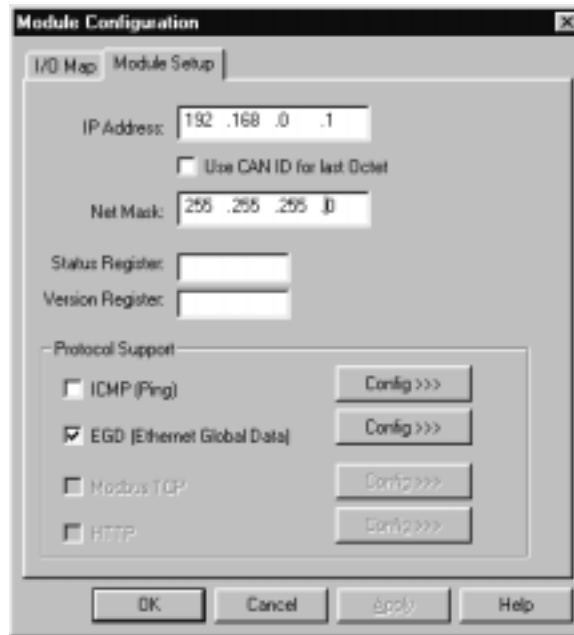 Module Configuration
I/O Map Module Setup
IP Address: 192 .168 .0 .1
Use CAN ID for last Octet
Net Mask: 255 .255 .255 .0
Status Register:
Version Register:
Protocol Support
ICMP (Ping) Config >>>
EGD (Ethernet Global Data) Config >>>
Modbus TCP Config >>>
HTTP Config >>>
OK Cancel Apply Help